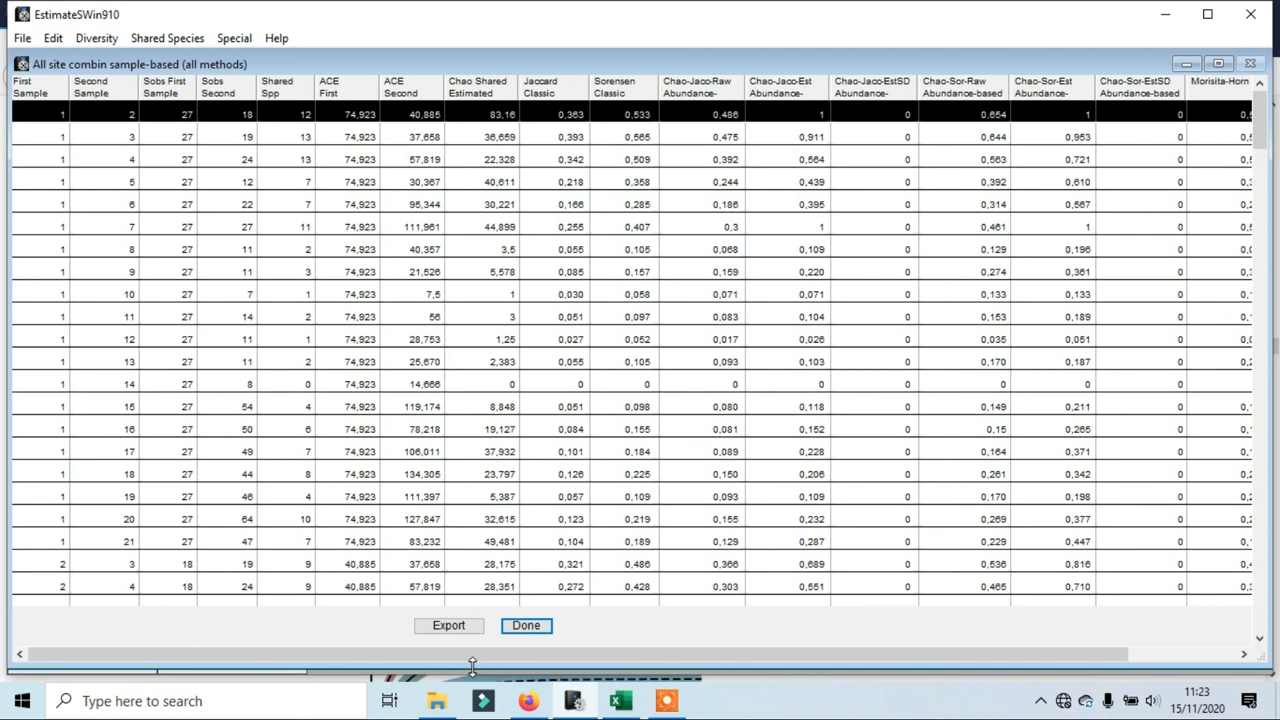 EstimateSWin910
File Edit Diversity Shared Species Special Help
All site combin sample-based (all methods)
First Sample Second Sample Sobs First Sample Sobs Second Shared Spp ACE First ACE Second Chao Shared Estimated Jaccard Classic Sorensen Classic Chao-Jaco-Raw Abundance- Chao-Jaco-Est Abundance- Chao-Jaco-EstSD Abundance- Chao-Sor-Raw Abundance-based Chao-Sor-Est Abundance- Chao-Sor-EstSD Abundance-based Morisita-Horn
1 2 27 18 12 74,923 40,885 83,16 0,363 0,533 0,486 1 0 0,654 1 0
1 3 27 19 13 74,923 37,658 36,659 0,393 0,565 0,475 0,911 0 0,644 0,953 0
1 4 27 24 13 74,923 57,819 22,328 0,342 0,509 0,392 0,564 0 0,563 0,721 0
1 5 27 12 7 74,923 30,367 40,611 0,218 0,358 0,244 0,439 0 0,392 0,610 0
1 6 27 22 7 74,923 95,344 30,221 0,166 0,285 0,186 0,395 0 0,314 0,567 0
1 7 27 27 11 74,923 111,961 44,899 0,255 0,407 0,3 1 0 0,461 1 0
1 8 27 11 2 74,923 40,357 3,5 0,055 0,105 0,068 0,109 0 0,129 0,196 0
1 9 27 11 3 74,923 21,526 5,578 0,085 0,157 0,159 0,220 0 0,274 0,361 0
1 10 27 7 1 74,923 7,5 1 0,030 0,058 0,071 0,071 0 0,133 0,133 0
1 11 27 14 2 74,923 56 3 0,051 0,097 0,083 0,104 0 0,153 0,189 0
1 12 27 11 1 74,923 28,753 1,25 0,027 0,052 0,017 0,026 0 0,035 0,051 0
1 13 27 11 2 74,923 25,670 2,383 0,055 0,105 0,093 0,103 0 0,170 0,187 0
1 14 27 8 0 74,923 14,666 0 0 0 0 0 0 0 0 0
1 15 27 54 4 74,923 119,174 8,848 0,051 0,098 0,080 0,118 0 0,149 0,211 0
1 16 27 50 6 74,923 78,218 19,127 0,084 0,155 0,081 0,152 0 0,15 0,265 0
1 17 27 49 7 74,923 106,011 37,932 0,101 0,184 0,089 0,228 0 0,164 0,371 0
1 18 27 44 8 74,923 134,305 23,797 0,126 0,225 0,150 0,206 0 0,261 0,342 0
1 19 27 46 4 74,923 111,397 5,387 0,057 0,109 0,093 0,109 0 0,170 0,198 0
1 20 27 64 10 74,923 127,847 32,615 0,123 0,219 0,155 0,232 0 0,269 0,377 0
1 21 27 47 7 74,923 83,232 49,481 0,104 0,189 0,129 0,287 0 0,229 0,447 0
2 3 18 19 9 40,885 37,658 28,175 0,321 0,486 0,366 0,689 0 0,536 0,816 0
2 4 18 24 9 40,885 57,819 28,351 0,272 0,428 0,303 0,551 0 0,465 0,710 0
Export Done
Type here to search
11:23
15/11/2020